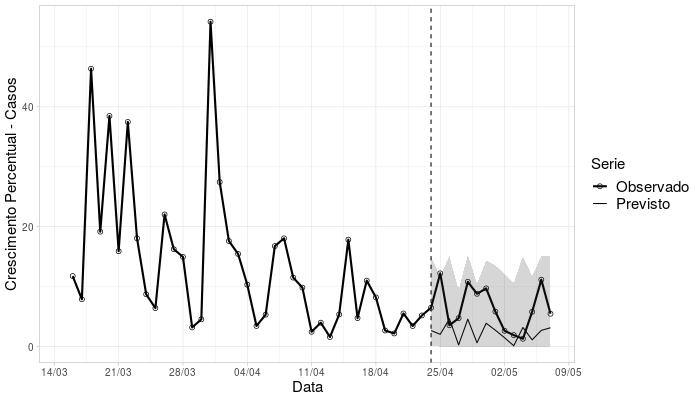 Crescimento Percentual - Casos
40
20
0
14/03 21/03 28/03 04/04 11/04 18/04 25/04 02/05 09/05
Data
Serie
Observado
Previsto